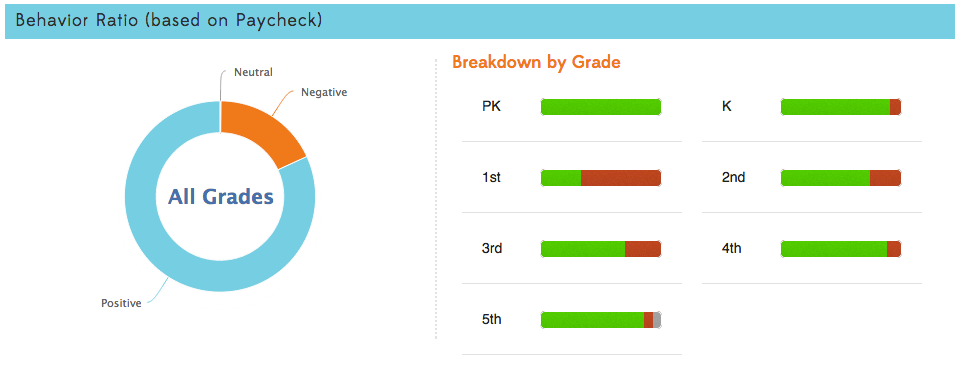 Behavior Ratio (based on Paycheck)
Neutral
Negative
All Grades
Positive
Breakdown by Grade
PK
K
1st
2nd
3rd
4th
5th